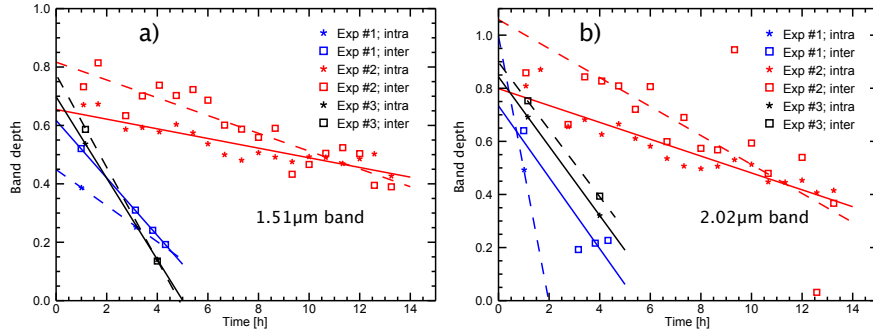 a)
Exp #1; intra
Exp #1; inter
Exp #2; intra
Exp #2; inter
Exp #3; intra
Exp #3; inter
1.51μm band
Band depth
1.0
0.8
0.6
0.4
0.2
0.0
0 2 4 6 8 10 12 14
Time [h]
b)
Exp #1; intra
Exp #1; inter
Exp #2; intra
Exp #2; inter
Exp #3; intra
Exp #3; inter
2.02μm band
Band depth
1.0
0.8
0.6
0.4
0.2
0.0
0 2 4 6 8 10 12 14
Time [h]